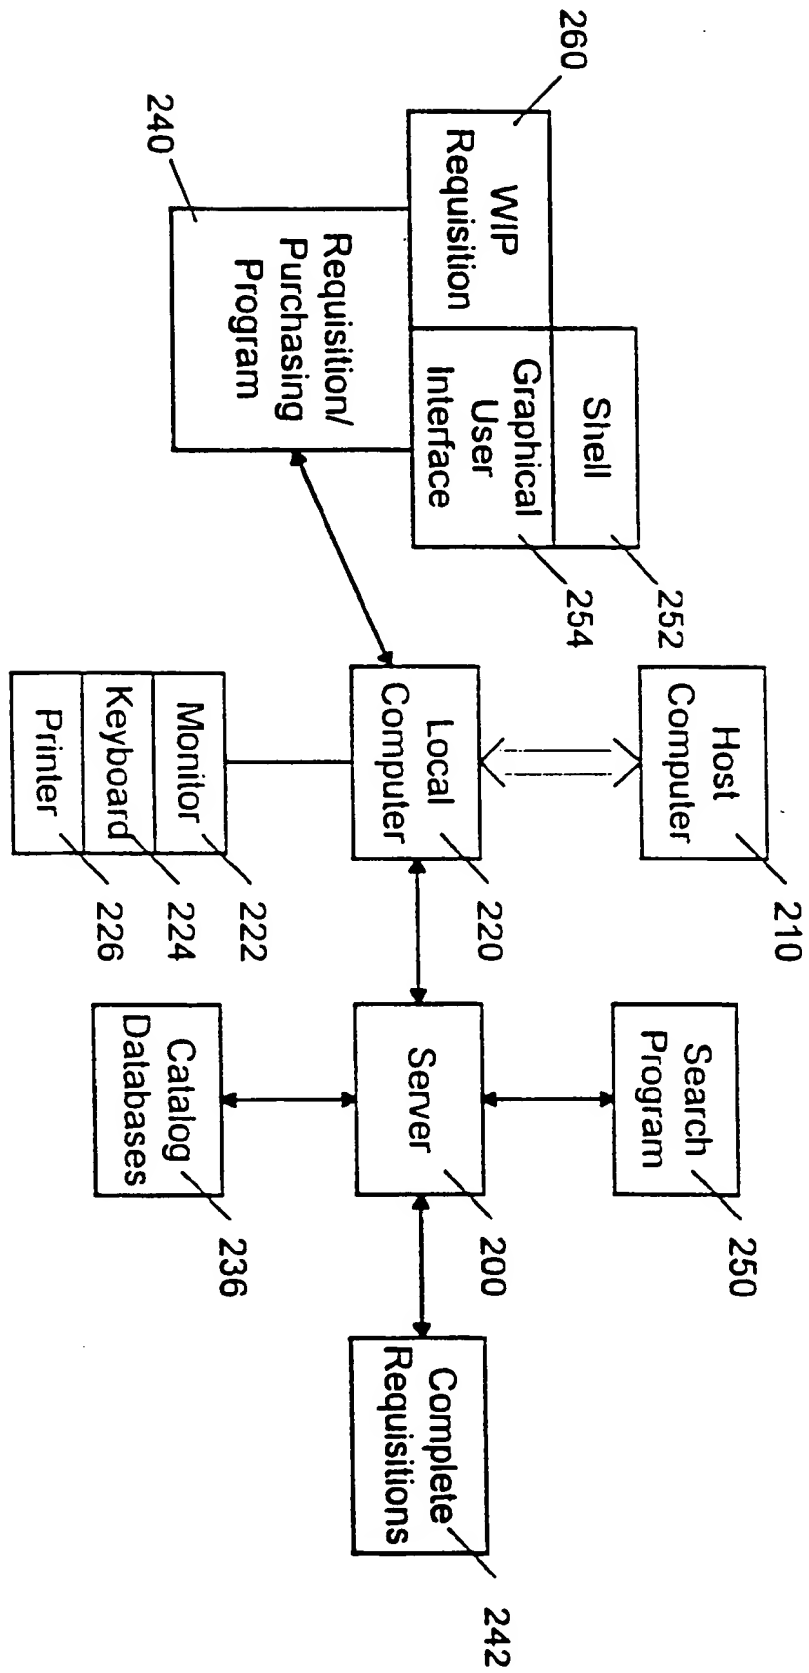 260
WIP
Requisition
Shell
252
Graphical
User
Interface
254
240
Requisition/
Purchasing
Program
Host
Computer
210
Local
Computer
220
Monitor
222
Keyboard
224
Printer
226
Search
Program
250
Server
200
Catalog
Databases
236
Complete
Requisitions
242